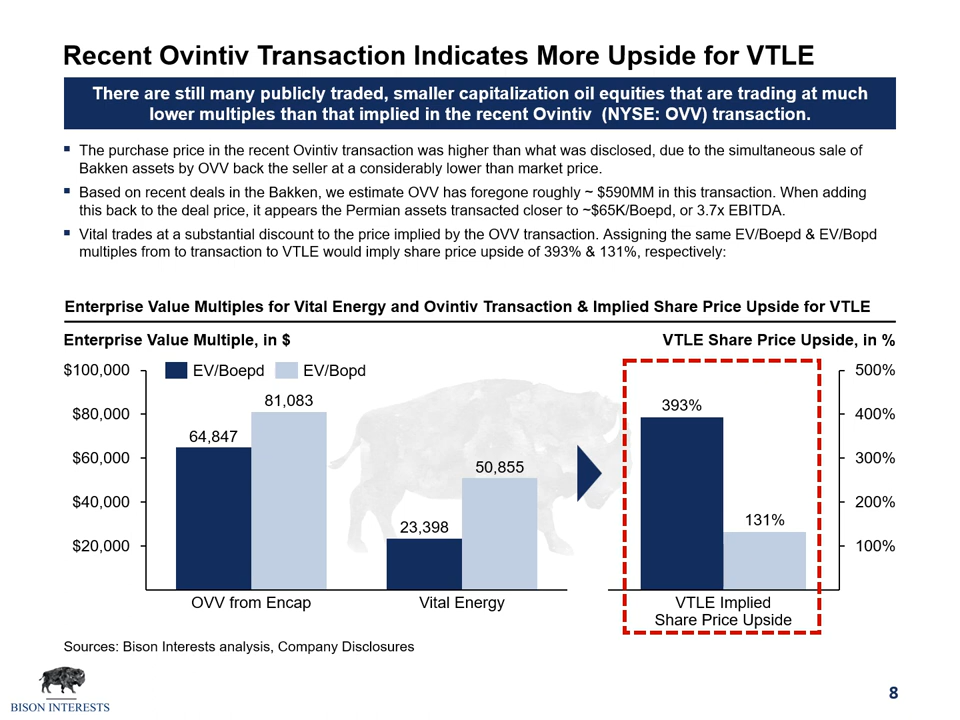 Recent Ovintiv Transaction Indicates More Upside for VTLE
There are still many publicly traded, smaller capitalization oil equities that are trading at much
lower multiples than that implied in the recent Ovintiv (NYSE: OVV) transaction.
The purchase price in the recent Ovintiv transaction was higher than what was disclosed, due to the simultaneous sale of
Bakken assets by OVV back the seller at a considerably lower than market price.
Based on recent deals in the Bakken, we estimate OVV has foregone roughly ~ $590MM in this transaction. When adding
this back to the deal price, it appears the Permian assets transacted closer to ~$65K/Boepd, or 3.7x EBITDA.
Vital trades at a substantial discount to the price implied by the OVV transaction. Assigning the same EV/Boepd & EV/Bopd
multiples from to transaction to VTLE would imply share price upside of 393% & 131%, respectively:
Enterprise Value Multiples for Vital Energy and Ovintiv Transaction & Implied Share Price Upside for VTLE
Enterprise Value Multiple, in $
VTLE Share Price Upside, in %
$100,000
$80,000
$60,000
$40,000
$20,000
EV/Boepd
EV/Bopd
64,847
81,083
23,398
50,855
OVV from Encap
Vital Energy
393%
131%
VTLE Implied
Share Price Upside
500%
400%
300%
200%
100%
Sources: Bison Interests analysis, Company Disclosures
BISON INTERESTS
8